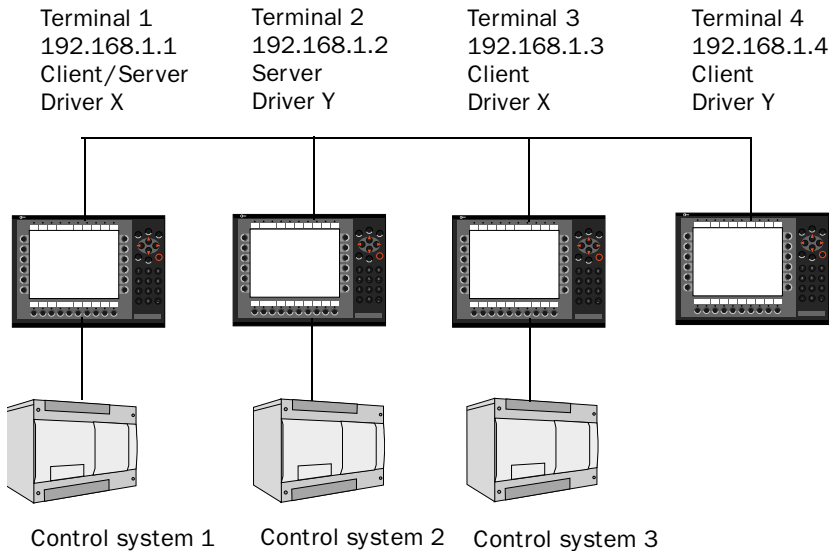 Terminal 1
192.168.1.1
Client/Server
Driver X
Terminal 2
192.168.1.2
Server
Driver Y
Terminal 3
192.168.1.3
Client
Driver X
Terminal 4
192.168.1.4
Client
Driver Y
Control system 1
Control system 2
Control system 3